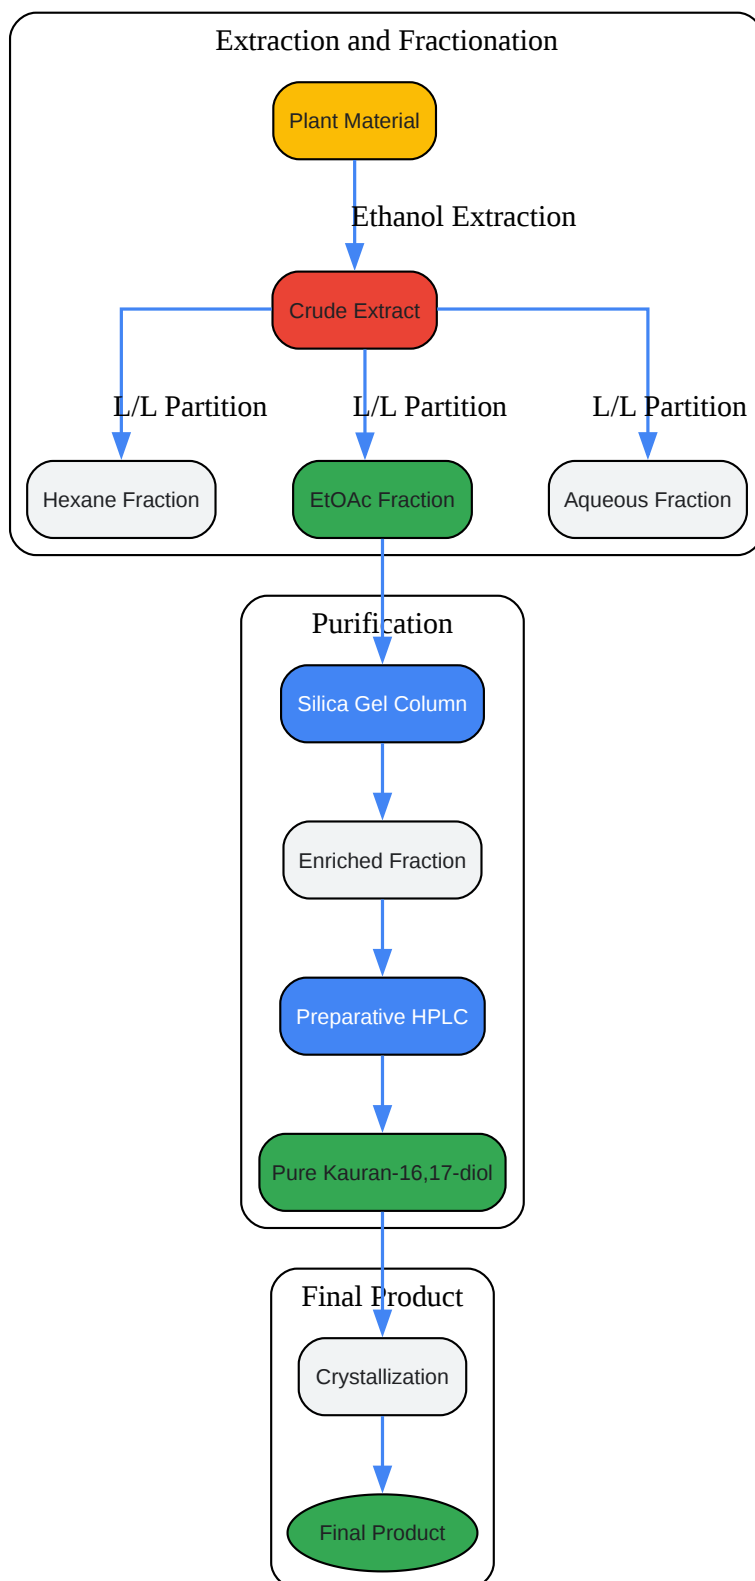 Extraction and Fractionation
Plant Material
Ethanol Extraction
Crude Extract
L/L Partition
L/L Partition
L/L Partition
Hexane Fraction
EtOAc Fraction
Aqueous Fraction
Purification
Silica Gel Column
Enriched Fraction
Preparative HPLC
Pure Kauran-16,17-diol
Final Product
Crystallization
Final Product